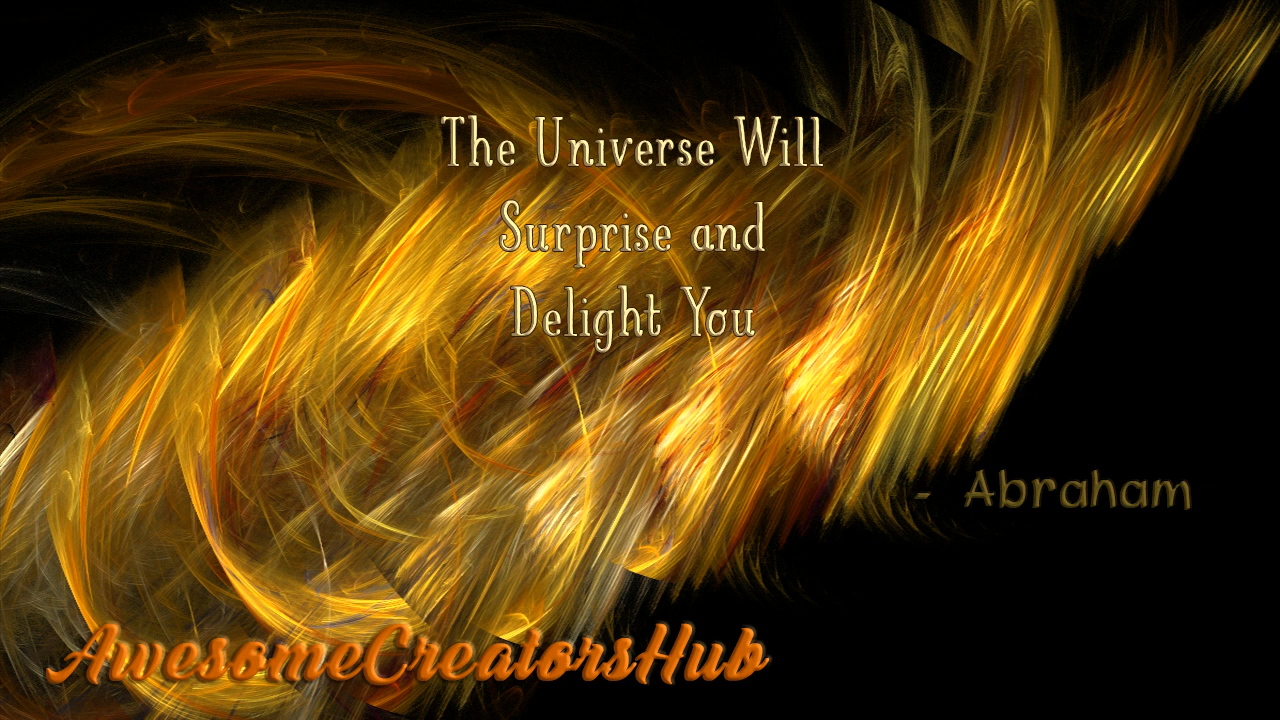 The Universe Will
Surprise and
Delight You
- Abraham
AwesomeCreatorsHub